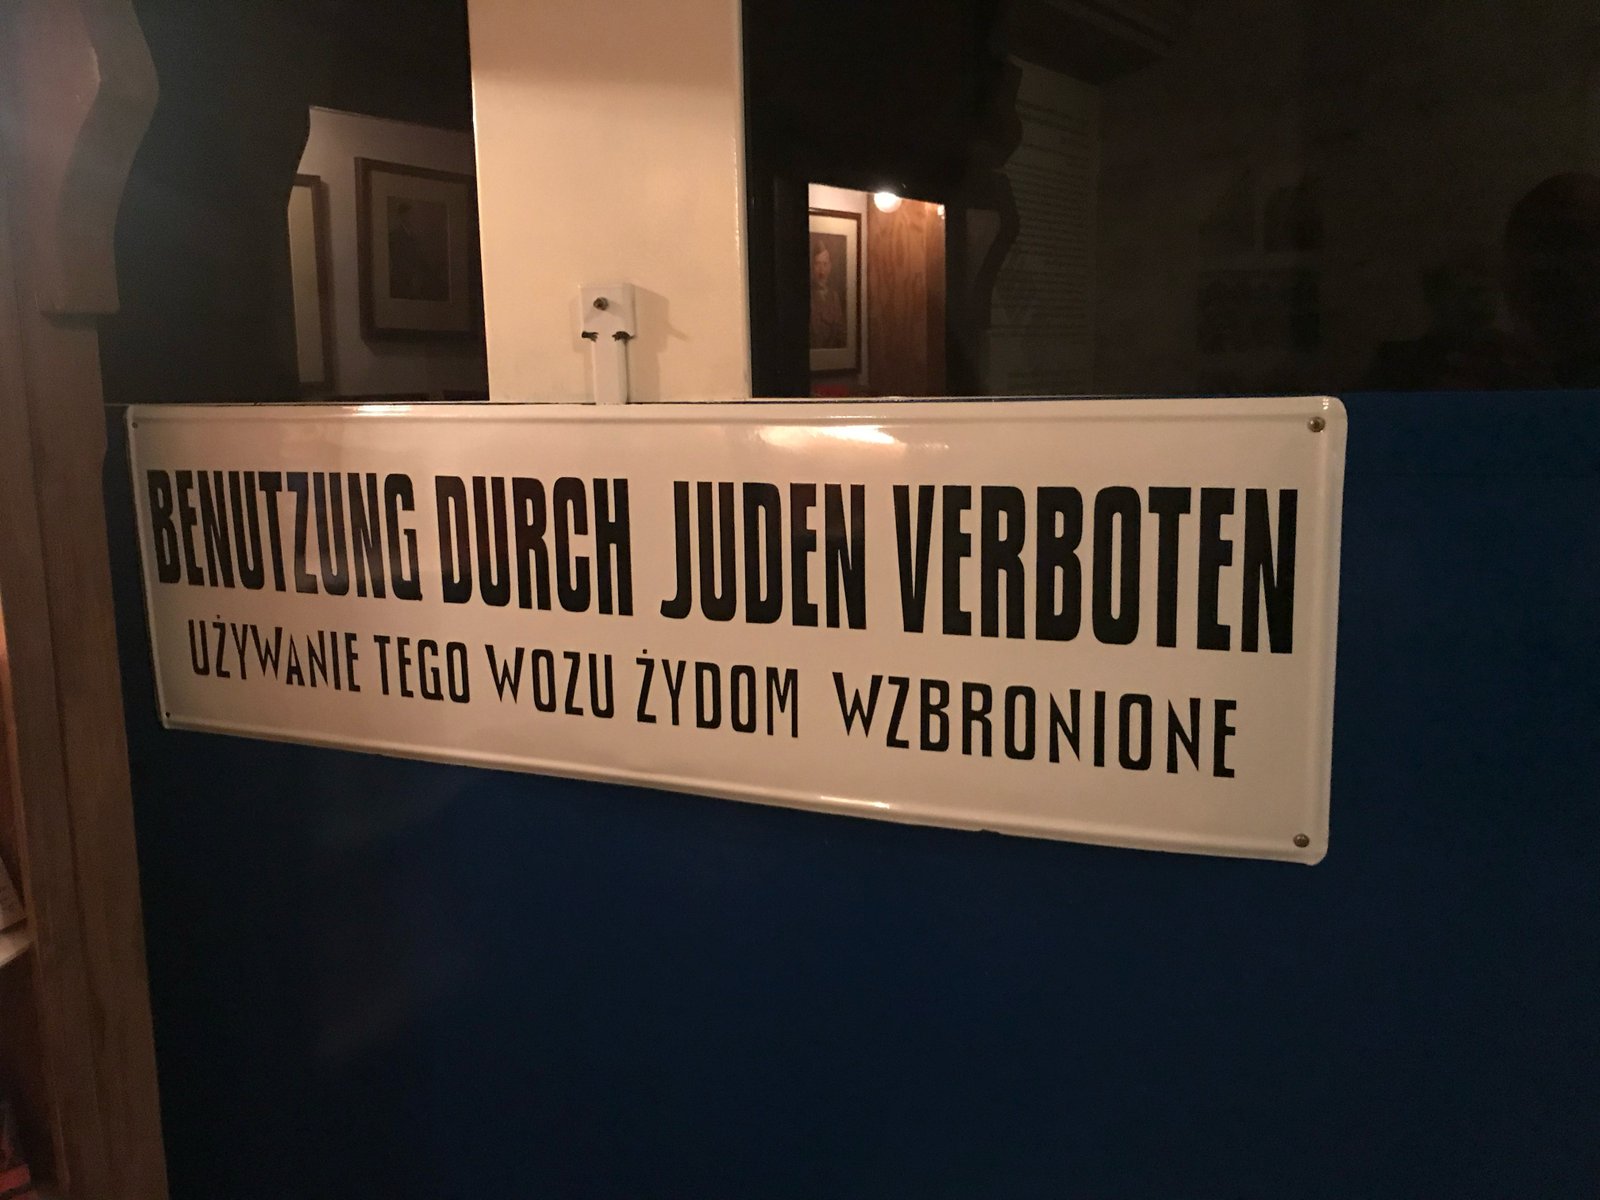 BENUTZUNG DURCH JUDEN VERBOTEN
UŻYWANIE TEGO WOZU ŻYDOM WZBRONIONE